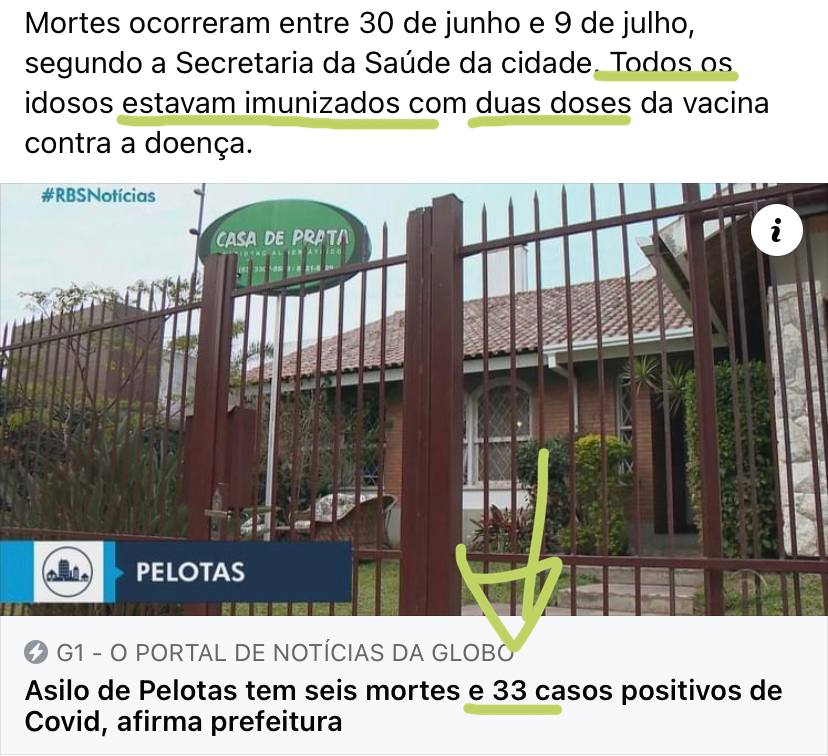 Mortes ocorreram entre 30 de junho e 9 de julho,
segundo a Secretaria da Saúde da cidade. Todos os
idosos estavam imunizados com duas doses da vacina
contra a doença.
#RBSNotícias
CASA DE PRATA
i
PELOTAS
G1 - O PORTAL DE NOTÍCIAS DA GLOBO
Asilo de Pelotas tem seis mortes e 33 casos positivos de
Covid, afirma prefeitura